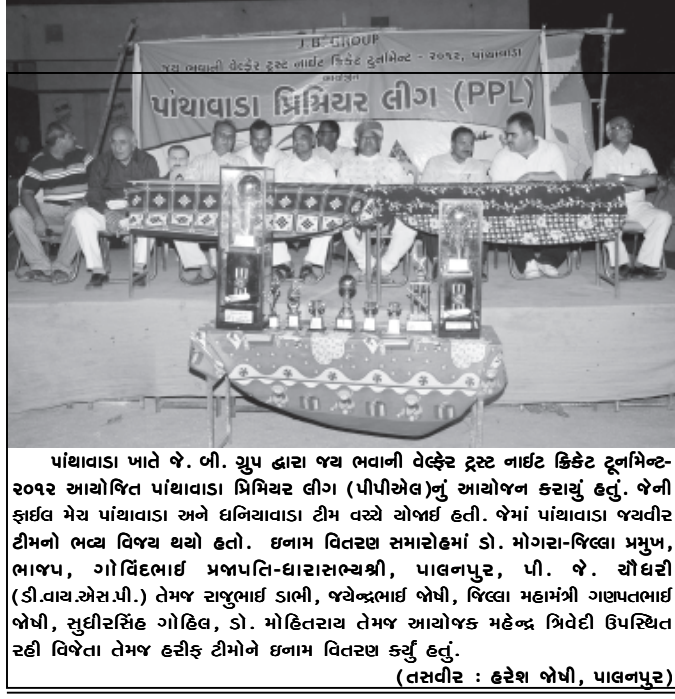 J.B. GROUP
જય ભવાની વેલ્ફેર ટ્રસ્ટ નાઈટ ક્રિકેટ ટુર્નામેન્ટ - ૨૦૧૨, પાંથાવાડા
પાંથાવાડા પ્રિમિયર લીગ (PPL)
પાંથાવાડા ખાતે જે. બી. ગ્રુપ દ્વારા જય ભવાની વેલ્ફેર ટ્રસ્ટ નાઈટ ક્રિકેટ ટૂર્નામેન્ટ-
૨૦૧૨ આયોજિત પાંથાવાડા પ્રિમિયર લીગ (પીપીએલ)નું આયોજન કરાયું હતું. જેની
ફાઈલ મેચ પાંથાવાડા અને ધનિયાવાડા ટીમ વચ્ચે યોજાઈ હતી. જેમાં પાંથાવાડા જયવીર
ટીમનો ભવ્ય વિજય થયો હતો. ઇનામ વિતરણ સમારોહમાં ડો. મોગરા-જિલ્લા પ્રમુખ,
ભાજપ, ગોવિંદભાઈ પ્રજાપતિ-ધારાસભ્યશ્રી, પાલનપુર, પી. જે. ચૌધરી
(ડી.વાય.એસ.પી.) તેમજ રાજુભાઈ ડાભી, જયેન્દ્રભાઈ જોષી, જિલ્લા મહામંત્રી ગણપતભાઈ
જોષી, સુધીરસિંહ ગોહિલ, ડો. મોહિતરાય તેમજ આયોજક મહેન્દ્ર ત્રિવેદી ઉપસ્થિત
રહી વિજેતા તેમજ હરીફ ટીમોને ઇનામ વિતરણ કર્યું હતું.
(તસવીર : હરેશ જોષી, પાલનપુર)